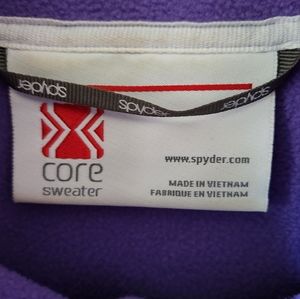 spyder
spyder
spyder
core
sweater
www.spyder.com
MADE IN VIETNAM
FABRIQUE EN VIETNAM